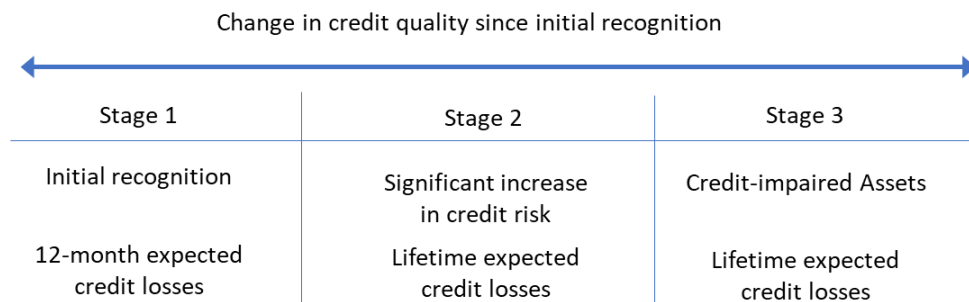 Change in credit quality since initial recognition
Stage 1
Stage 2
Stage 3
Initial recognition
Significant increase
in credit risk
Credit-impaired Assets
12-month expected
credit losses
Lifetime expected
credit losses
Lifetime expected
credit losses